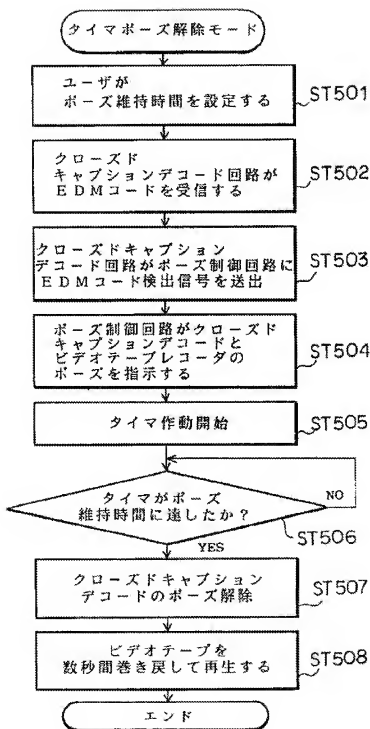 タイマポーズ解除モード
ユーザが
ポーズ維持時間を設定する
ST501
クローズド
キャプションデコード回路が
EDMコードを受信する
ST502
クローズドキャプション
デコード回路がポーズ制御回路に
EDMコード検出信号を送出
ST503
ポーズ制御回路がクローズド
キャプションデコードと
ビデオテープレコーダの
ポーズを指示する
ST504
タイマ作動開始
ST505
タイマがポーズ
維持時間に達したか?
NO
ST506
YES
クローズドキャプション
デコードのポーズ解除
ST507
ビデオテープを
数秒間巻き戻して再生する
ST508
エンド